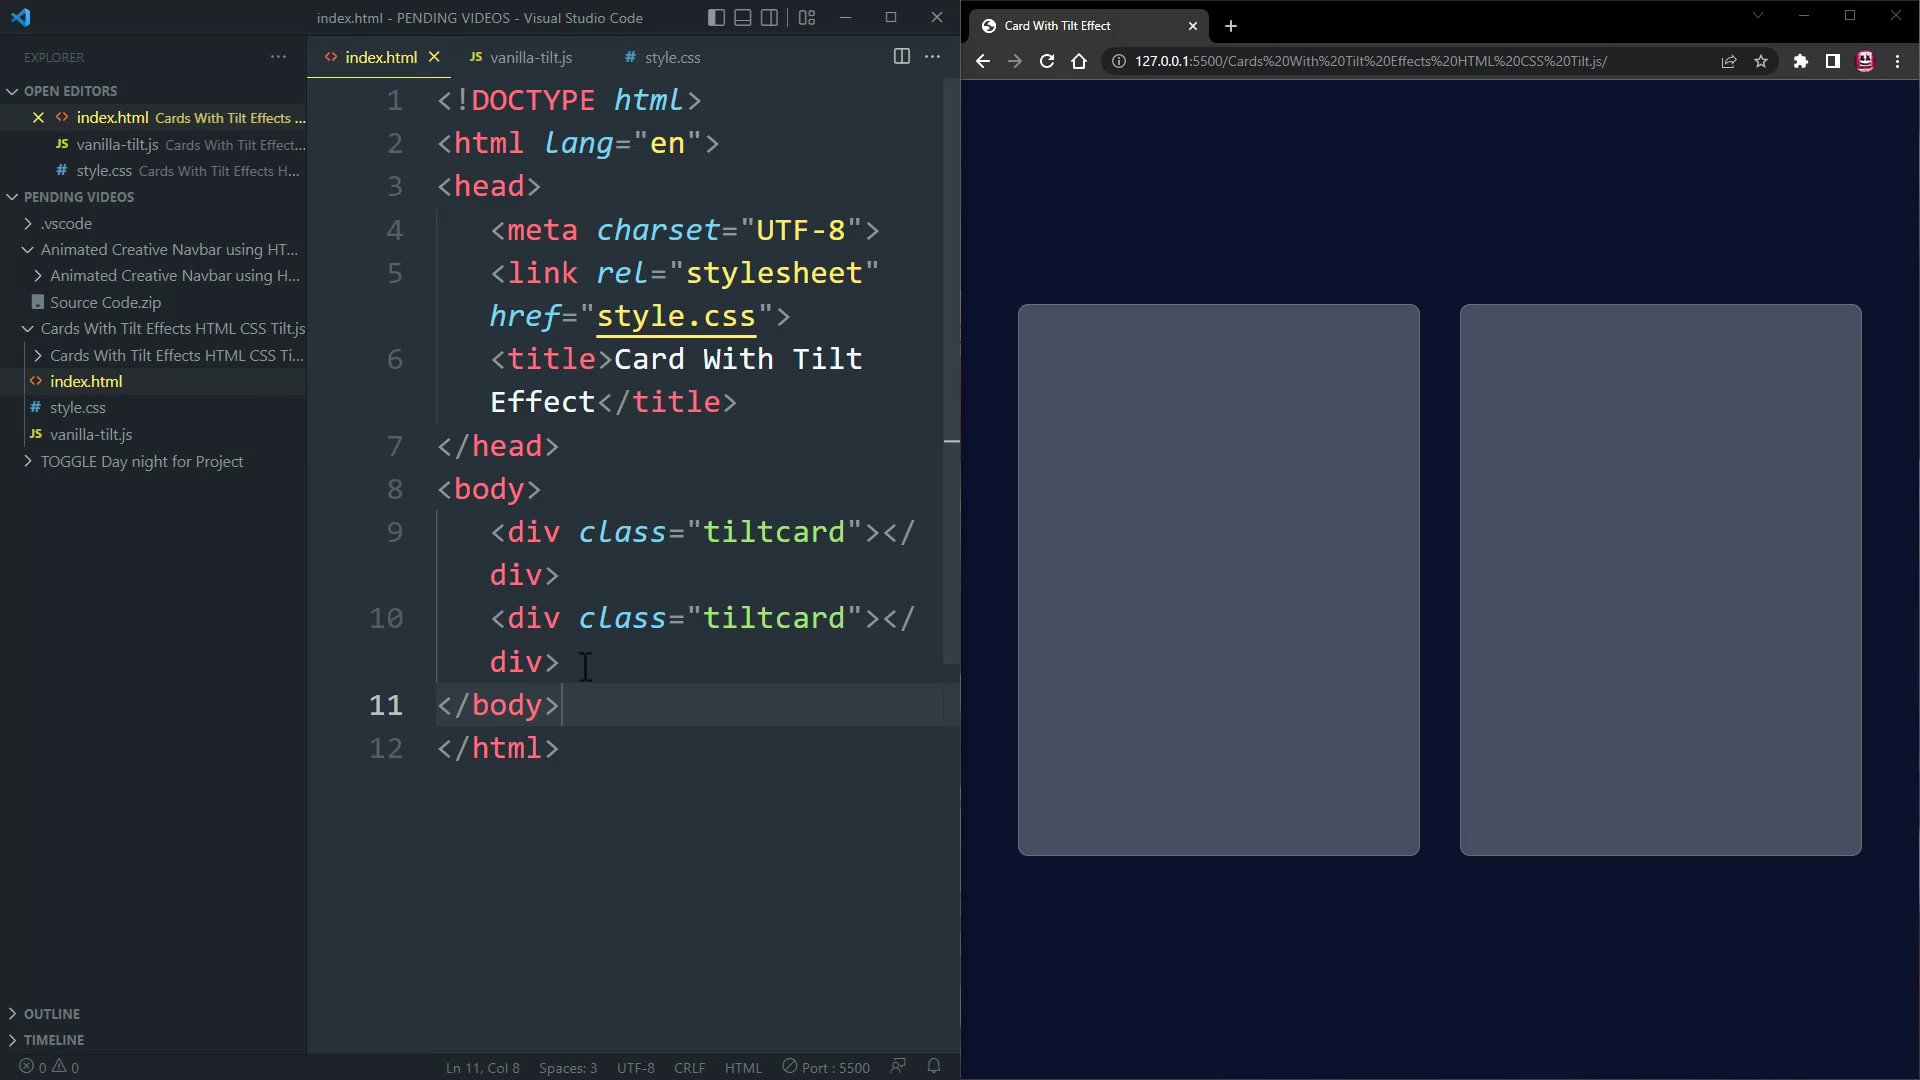 index.html - PENDING VIDEOS - Visual Studio Code
EXPLORER
OPEN EDITORS
index.html Cards With Tilt Effects ...
JS vanilla-tilt.js Cards With Tilt Effect...
# style.css Cards With Tilt Effects H...
PENDING VIDEOS
.vscode
Animated Creative Navbar using HT...
Animated Creative Navbar using H...
Source Code.zip
Cards With Tilt Effects HTML CSS Tilt.js
Cards With Tilt Effects HTML CSS Ti...
index.html
# style.css
JS vanilla-tilt.js
TOGGLE Day night for Project
OUTLINE
TIMELINE
0 0
index.html
JS vanilla-tilt.js
# style.css
1 <!DOCTYPE html>
2 <html lang="en">
3 <head>
4 <meta charset="UTF-8">
5 <link rel="stylesheet"
href="style.css">
6 <title>Card With Tilt
Effect</title>
7 </head>
8 <body>
9 <div class="tiltcard"></
div>
10 <div class="tiltcard"></
div>
11 </body>
12 </html>
Ln 11, Col 8 Spaces: 3 UTF-8 CRLF HTML Port : 5500
Card With Tilt Effect
127.0.0.1:5500/Cards%20With%20Tilt%20Effects%20HTML%20CSS%20Tilt.js/